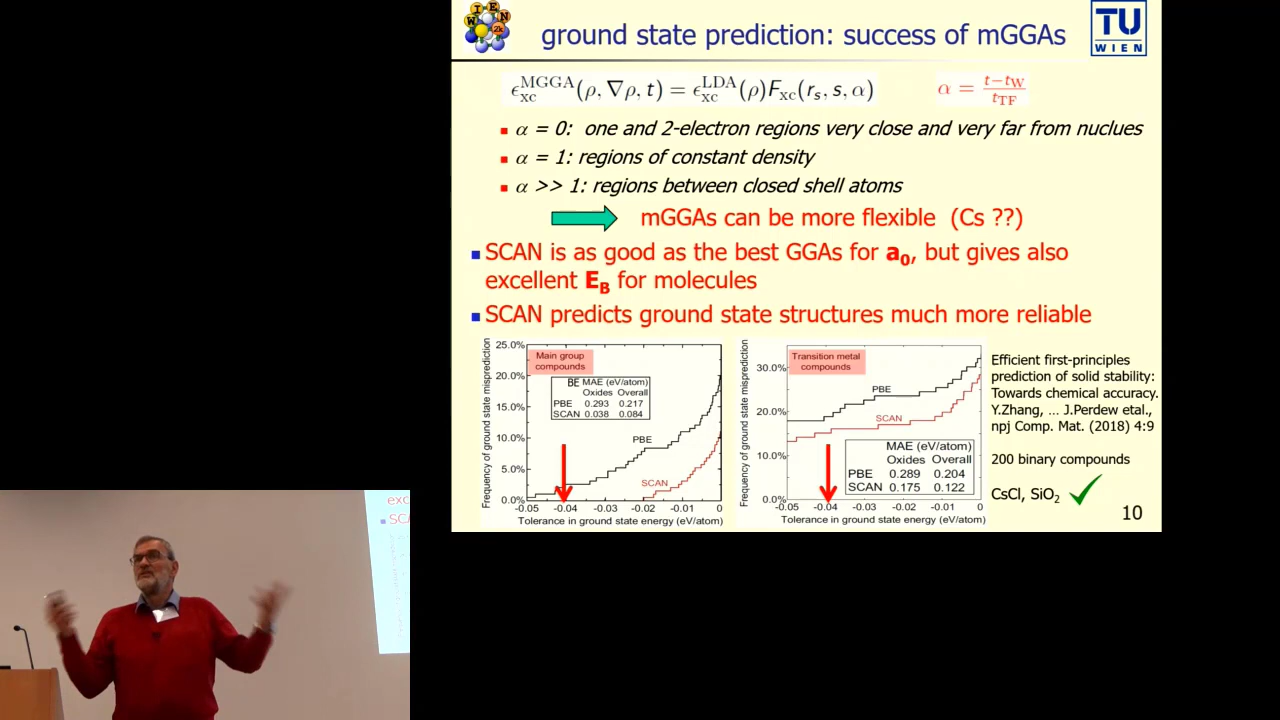 WIEN
2k
ground state prediction: success of mGGAs
TU
WIEN
ϵ_xc^MGGA(ρ, ∇ρ, t) = ϵ_xc^LDA(ρ)F_xc(r_s, s, α)
α = (t−t_W)/t_TF
α = 0: one and 2-electron regions very close and very far from nuclues
α = 1: regions of constant density
α >> 1: regions between closed shell atoms
mGGAs can be more flexible (Cs ??)
SCAN is as good as the best GGAs for a₀, but gives also
excellent E_B for molecules
SCAN predicts ground state structures much more reliable
Frequency of ground state misprediction
25.0%
20.0%
15.0%
10.0%
5.0%
0.0%
Main group
compounds
BE MAE (eV/atom)
Oxides Overall
PBE 0.293 0.217
SCAN 0.038 0.084
PBE
SCAN
-0.05 -0.04 -0.03 -0.02 -0.01 0
Tolerance in ground state energy (eV/atom)
Frequency of ground state misprediction
30.0%
20.0%
10.0%
0.0%
Transition metal
compounds
PBE
SCAN
MAE (eV/atom)
Oxides Overall
PBE 0.289 0.204
SCAN 0.175 0.122
-0.05 -0.04 -0.03 -0.02 -0.01 0
Tolerance in ground state energy (eV/atom)
Efficient first-principles
prediction of solid stability:
Towards chemical accuracy.
Y.Zhang, ... J.Perdew etal.,
npj Comp. Mat. (2018) 4:9
200 binary compounds
CsCl, SiO₂
10
exc
SCA